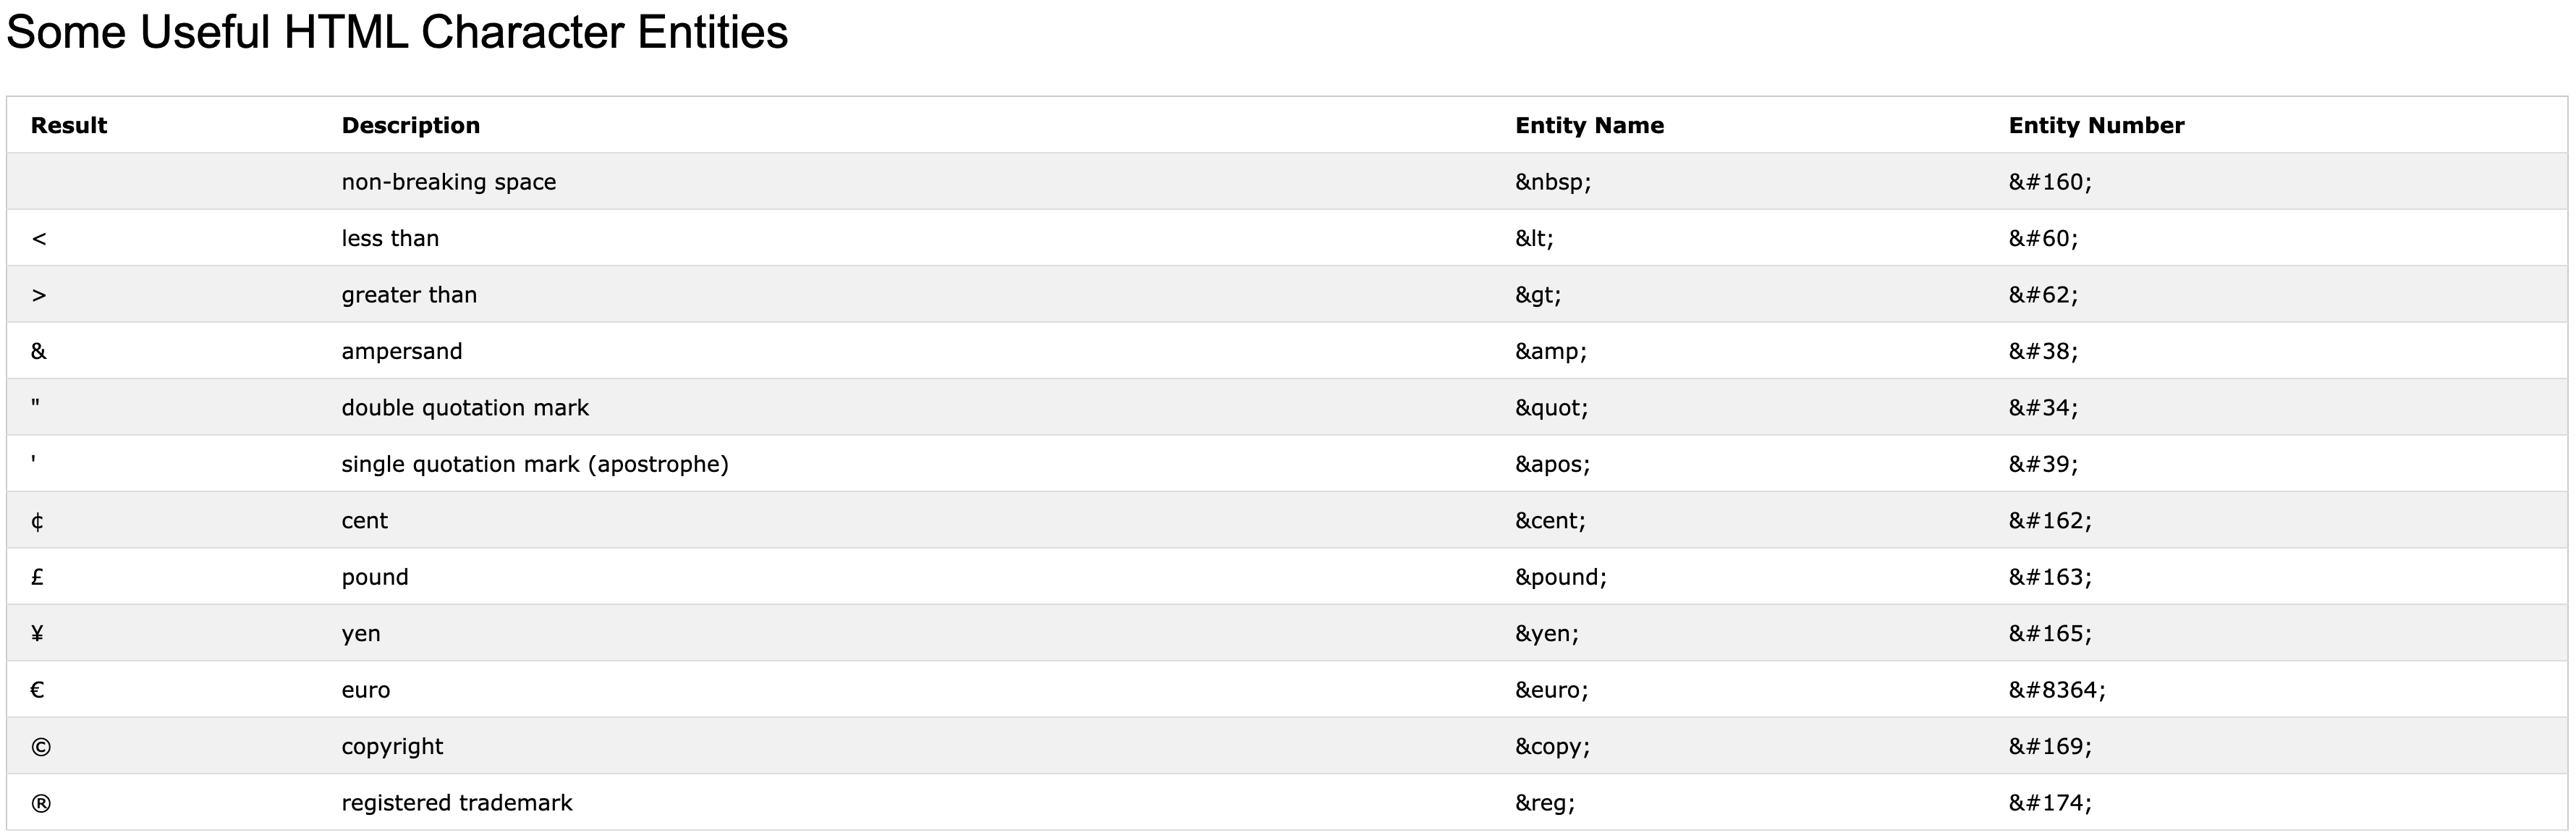 Some Useful HTML Character Entities
Result Description Entity Name Entity Number
non-breaking space &nbsp; &#160;
< less than &lt; &#60;
> greater than &gt; &#62;
& ampersand &amp; &#38;
" double quotation mark &quot; &#34;
' single quotation mark (apostrophe) &apos; &#39;
¢ cent &cent; &#162;
£ pound &pound; &#163;
¥ yen &yen; &#165;
€ euro &euro; &#8364;
© copyright &copy; &#169;
® registered trademark &reg; &#174;